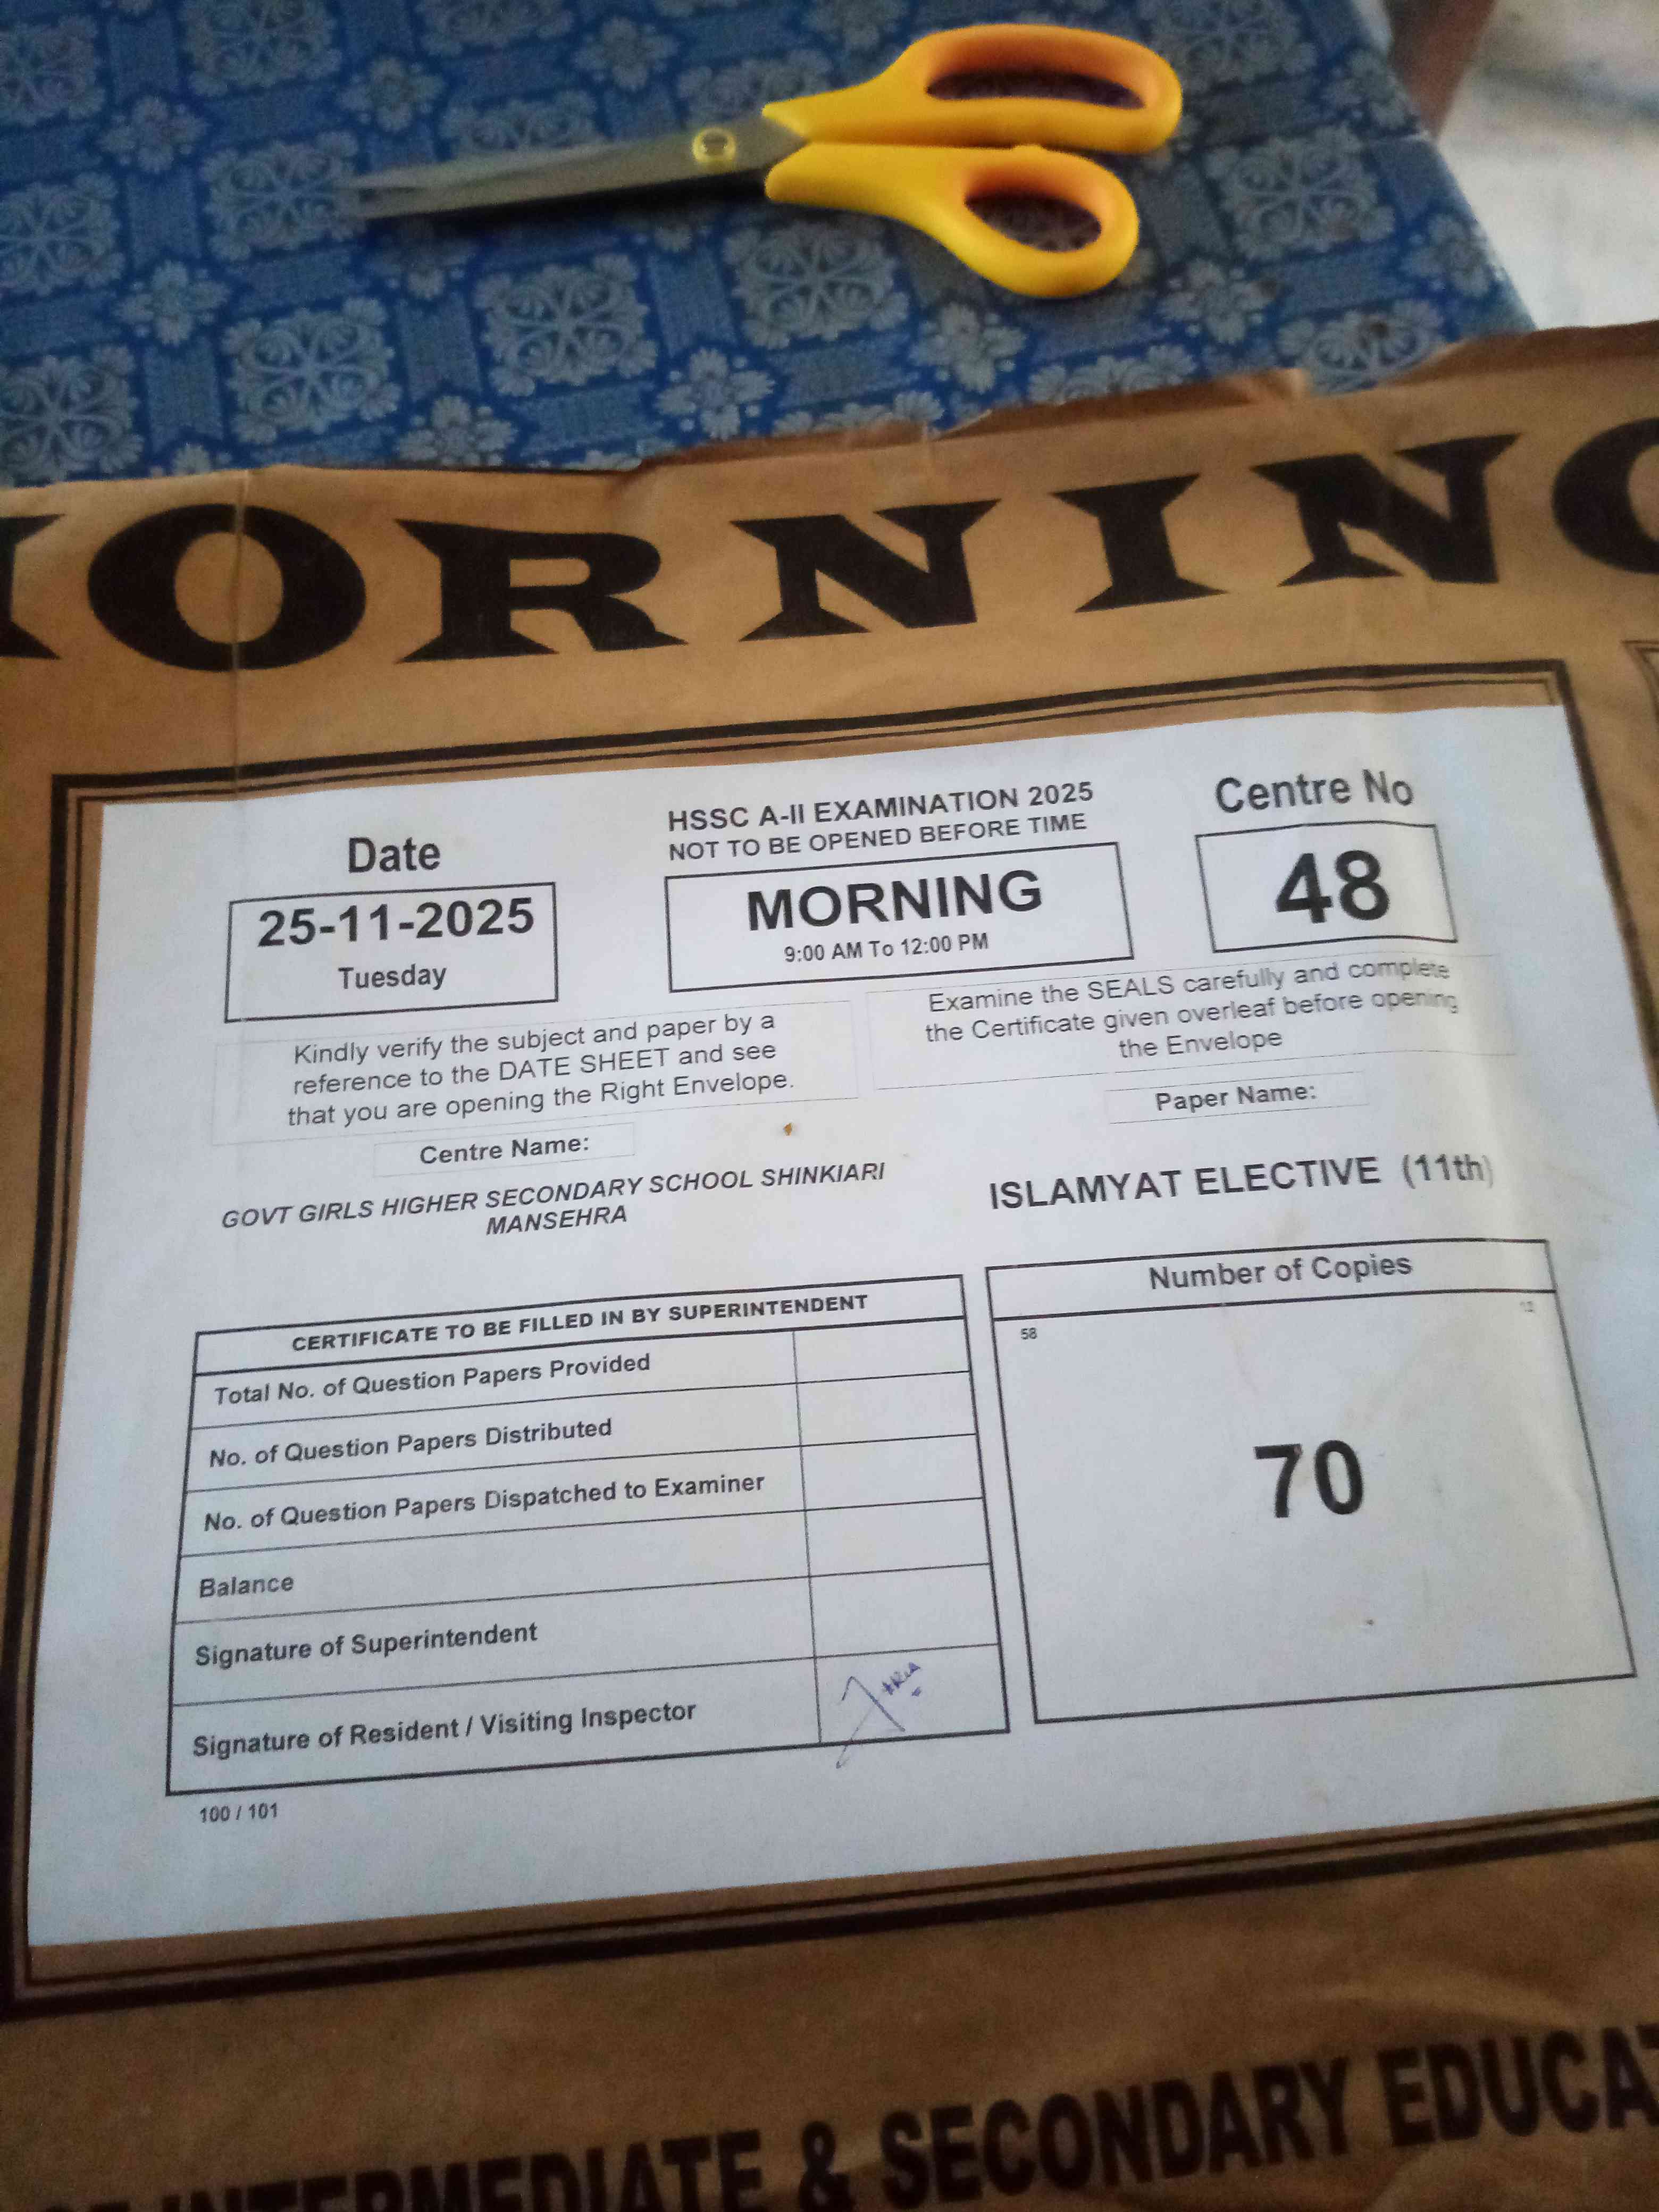 MORNING
Date
25-11-2025
Tuesday
HSSC A-II EXAMINATION 2025
NOT TO BE OPENED BEFORE TIME
MORNING
9:00 AM To 12:00 PM
Centre No
48
Kindly verify the subject and paper by a
reference to the DATE SHEET and see
that you are opening the Right Envelope.
Examine the SEALS carefully and complete
the Certificate given overleaf before opening
the Envelope
Centre Name:
GOVT GIRLS HIGHER SECONDARY SCHOOL SHINKIARI
MANSEHRA
Paper Name:
ISLAMYAT ELECTIVE (11th)
CERTIFICATE TO BE FILLED IN BY SUPERINTENDENT
Total No. of Question Papers Provided
No. of Question Papers Distributed
No. of Question Papers Dispatched to Examiner
Balance
Signature of Superintendent
Signature of Resident / Visiting Inspector
100 / 101
Number of Copies
58 12
70
INTERMEDIATE & SECONDARY EDUCA